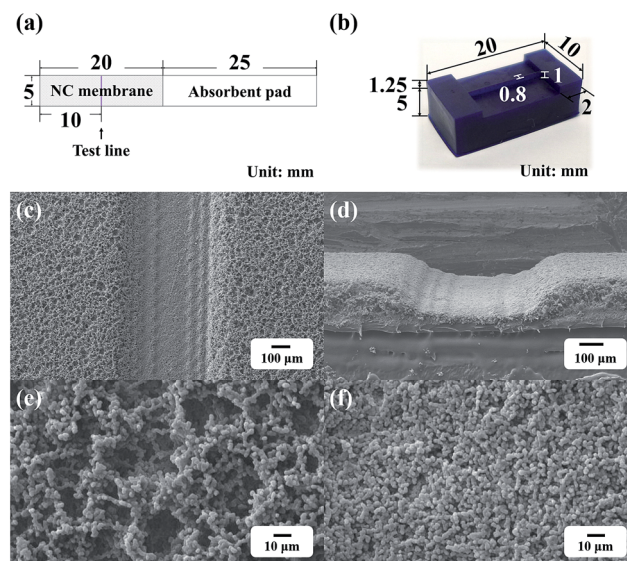 (a)
20
25
5
NC membrane
Absorbent pad
10
Test line
Unit: mm
(b)
20
10
1.25
5
0.8
1
2
Unit: mm
(c)
100 μm
(d)
100 μm
(e)
10 μm
(f)
10 μm